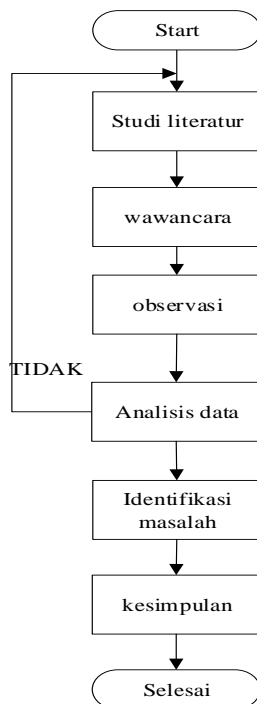 Start
Studi literatur
wawancara
observasi
TIDAK
Analisis data
Identifikasi
masalah
kesimpulan
Selesai